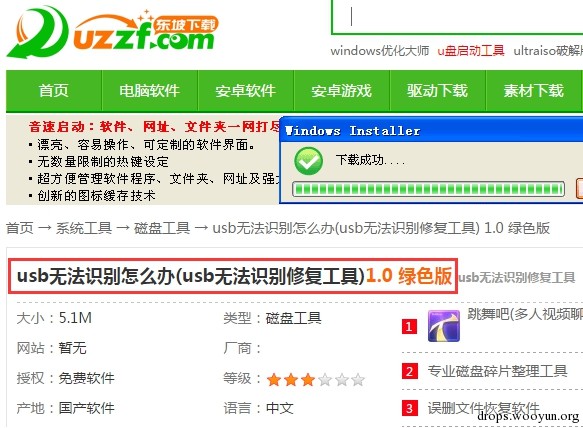 uzzf.com 东坡下载
windows优化大师 u盘启动工具 ultraiso破解版
首页 电脑软件 安卓软件 安卓游戏 驱动下载 素材下载
音速启动：软件、网址、文件夹一网打尽
漂亮、容易操作、可定制的软件界面。
无数量限制的热键设定
超方便管理软件程序、文件夹、网址及强
创新的图标缓存技术
Windows Installer
下载成功....
首页 → 系统工具 → 磁盘工具 → usb无法识别怎么办(usb无法识别修复工具) 1.0 绿色版
usb无法识别怎么办(usb无法识别修复工具)1.0 绿色版 usb无法识别修复工具
大小：5.1M 类型：磁盘工具
网站：暂无 厂商：
授权：免费软件 等级：
产地：国产软件 语言：中文
1 跳舞吧(多人视频聊
2 专业磁盘碎片整理工具
3 误删文件恢复软件
drops.wooyun.org